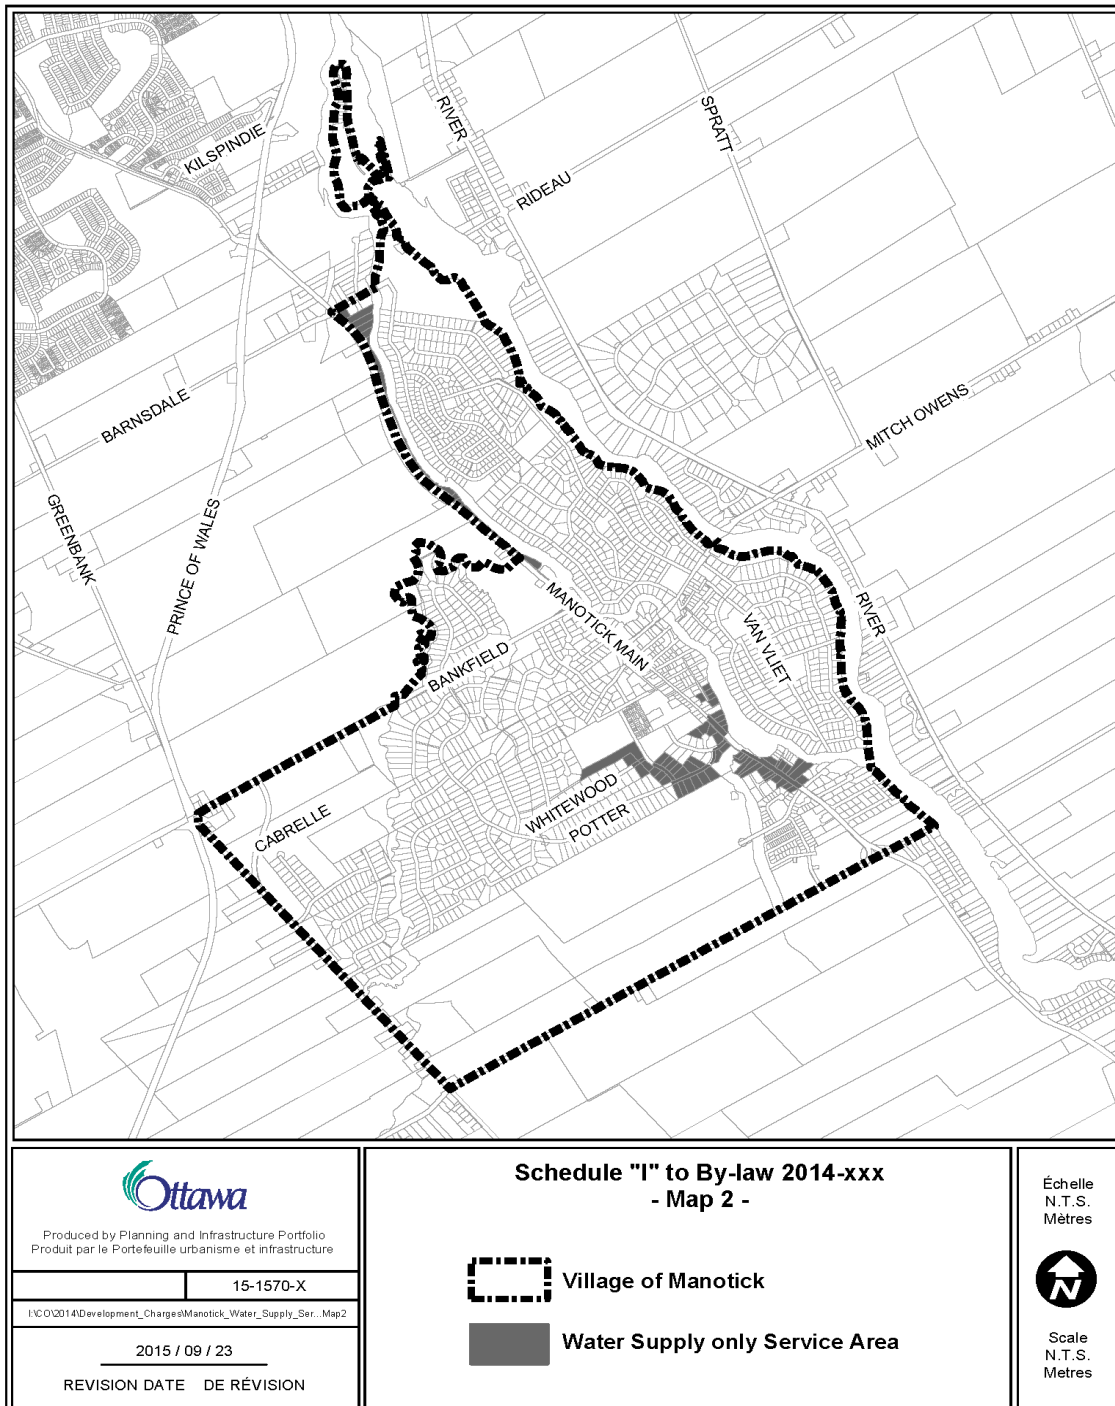 KILSPINDIE
RIVER
SPRATT
RIDEAU
BARNSDALE
MITCH OWENS
GREENBANK
PRINCE OF WALES
RIVER
MANOTICK MAIN
VAN VLIET
BANKFIELD
WHITEWOOD
POTTER
CABRELLE
Ottawa
Produced by Planning and Infrastructure Portfolio
Produit par le Portefeuille urbanisme et infrastructure
15-1570-X
I:\CO\2014\Development_Charges\Manotick_Water_Supply_Ser...Map2
2015 / 09 / 23
REVISION DATE DE RÉVISION
Schedule "I" to By-law 2014-xxx
- Map 2 -
Village of Manotick
Water Supply only Service Area
Échelle
N.T.S.
Mètres
N
Scale
N.T.S.
Metres